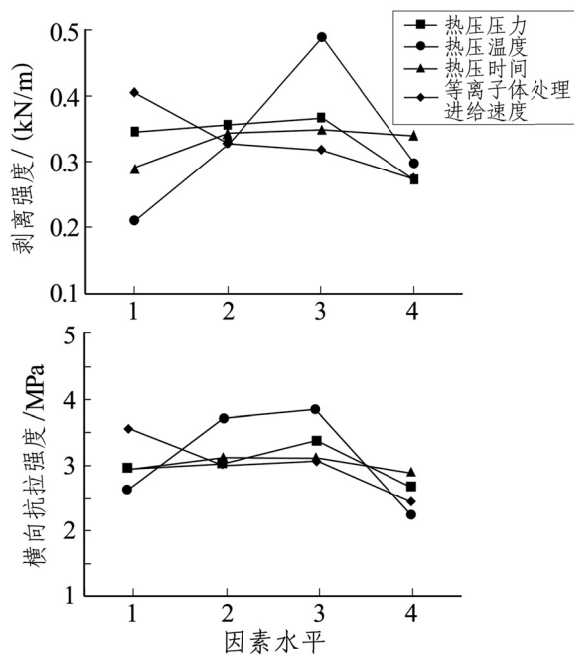 热压压力
热压温度
热压时间
等离子体处理
进给速度
剥离强度/(kN/m)
0.5
0.4
0.3
0.2
0.1
1 2 3 4
横向抗拉强度/MPa
5
4
3
2
1
1 2 3 4
因素水平